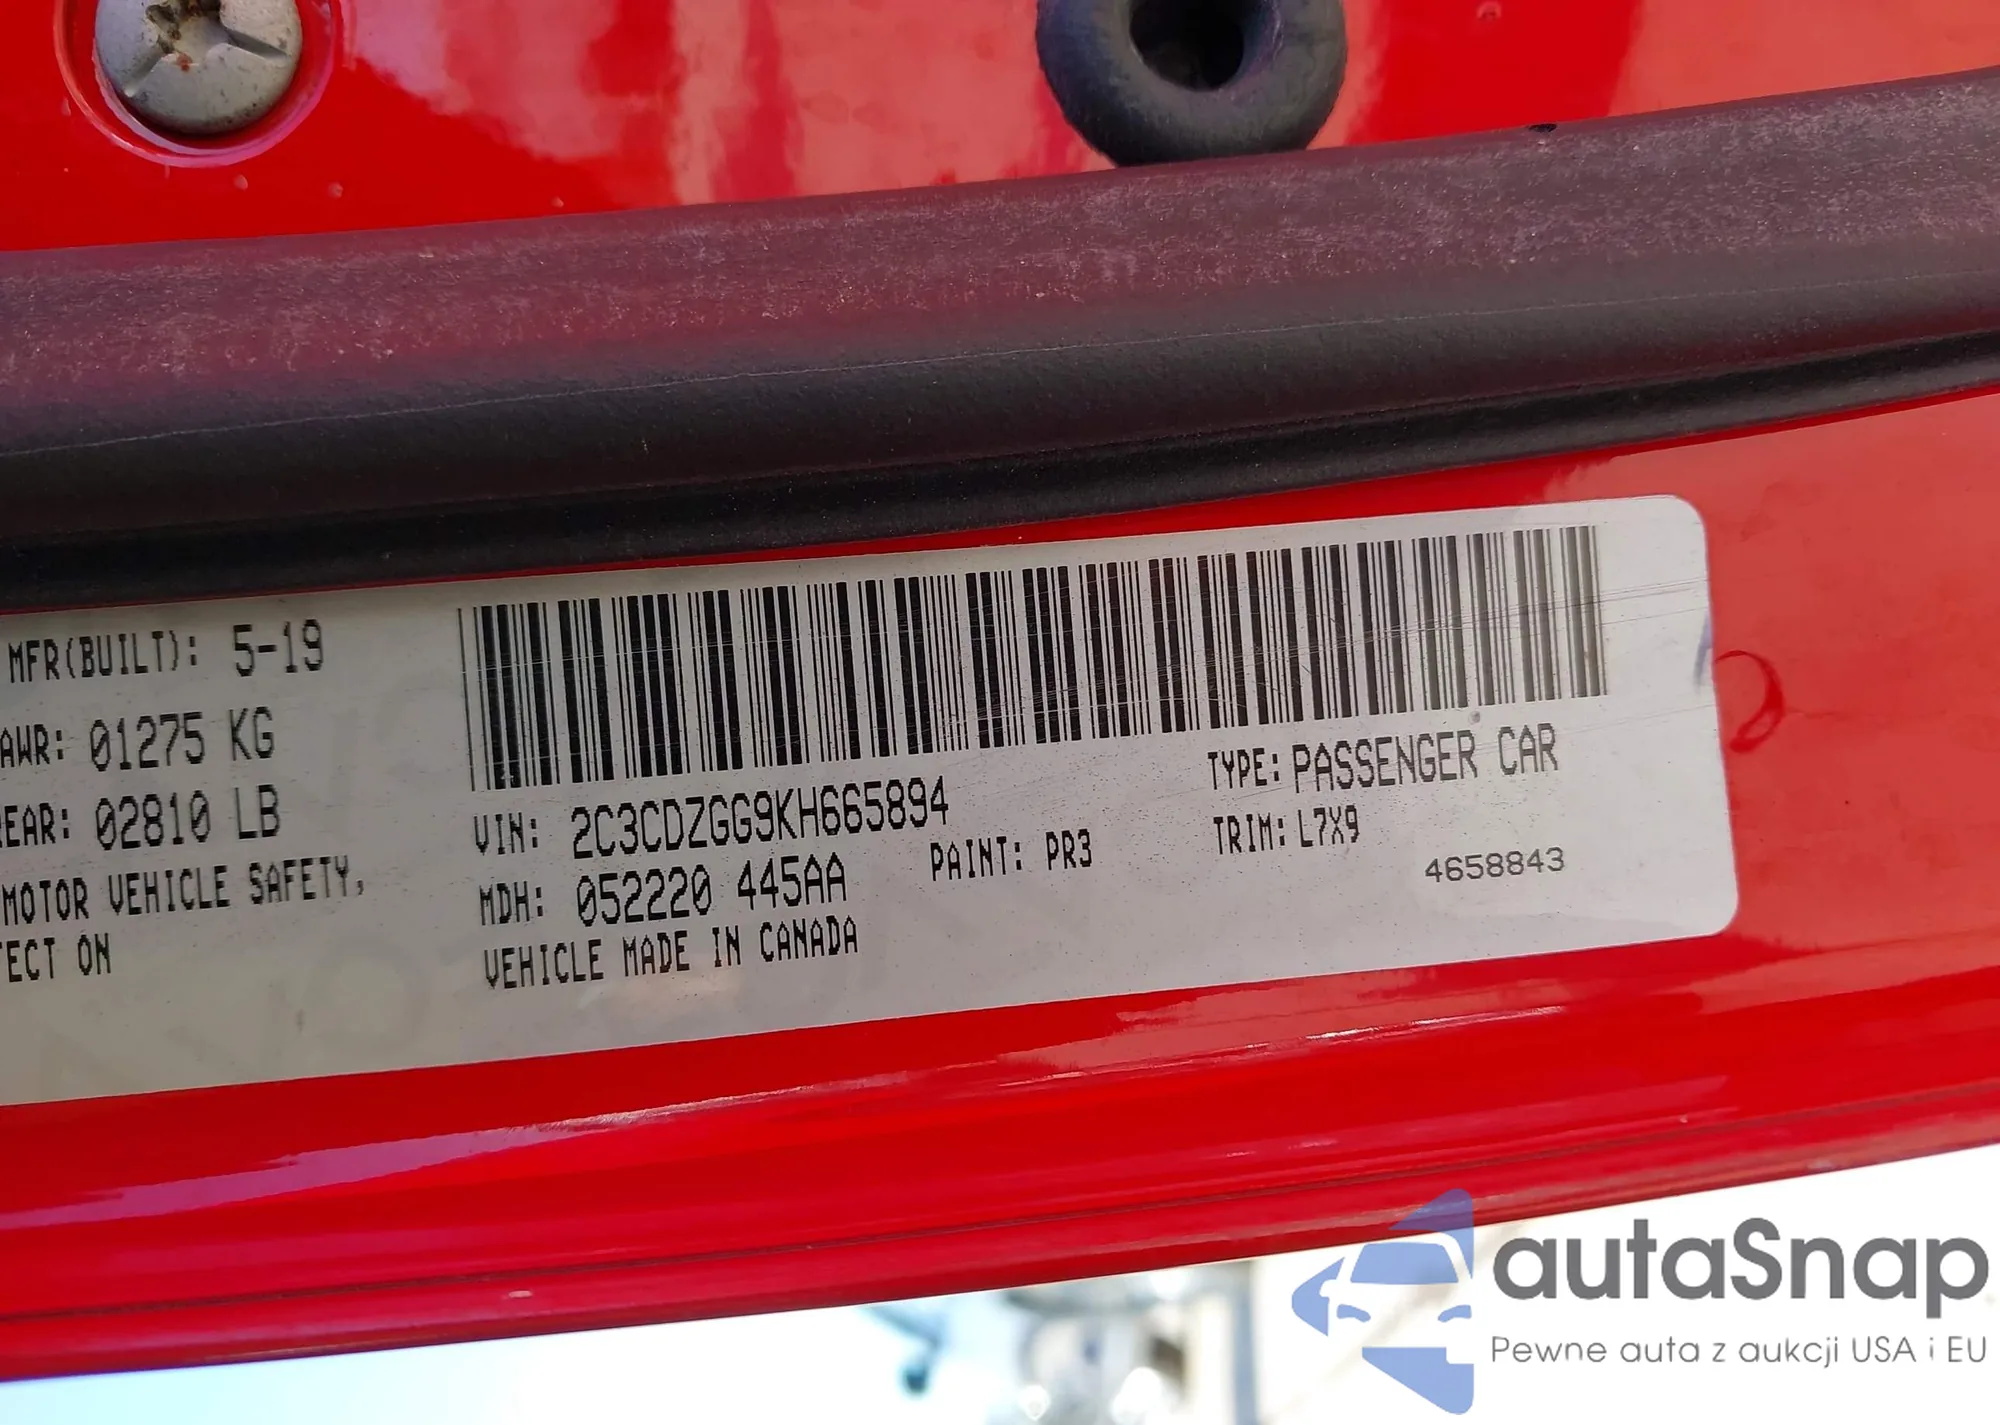 MFR(BUILT): 5-19
AWR: 01275 KG
EAR: 02810 LB
MOTOR VEHICLE SAFETY,
ECT ON
VIN: 2C3CDZGG9KH665894
TYPE: PASSENGER CAR
MDH: 052220 445AA
PAINT: PR3
TRIM: L7X9
VEHICLE MADE IN CANADA
4658843
autaSnap
Pewne auta z aukcji USA i EU